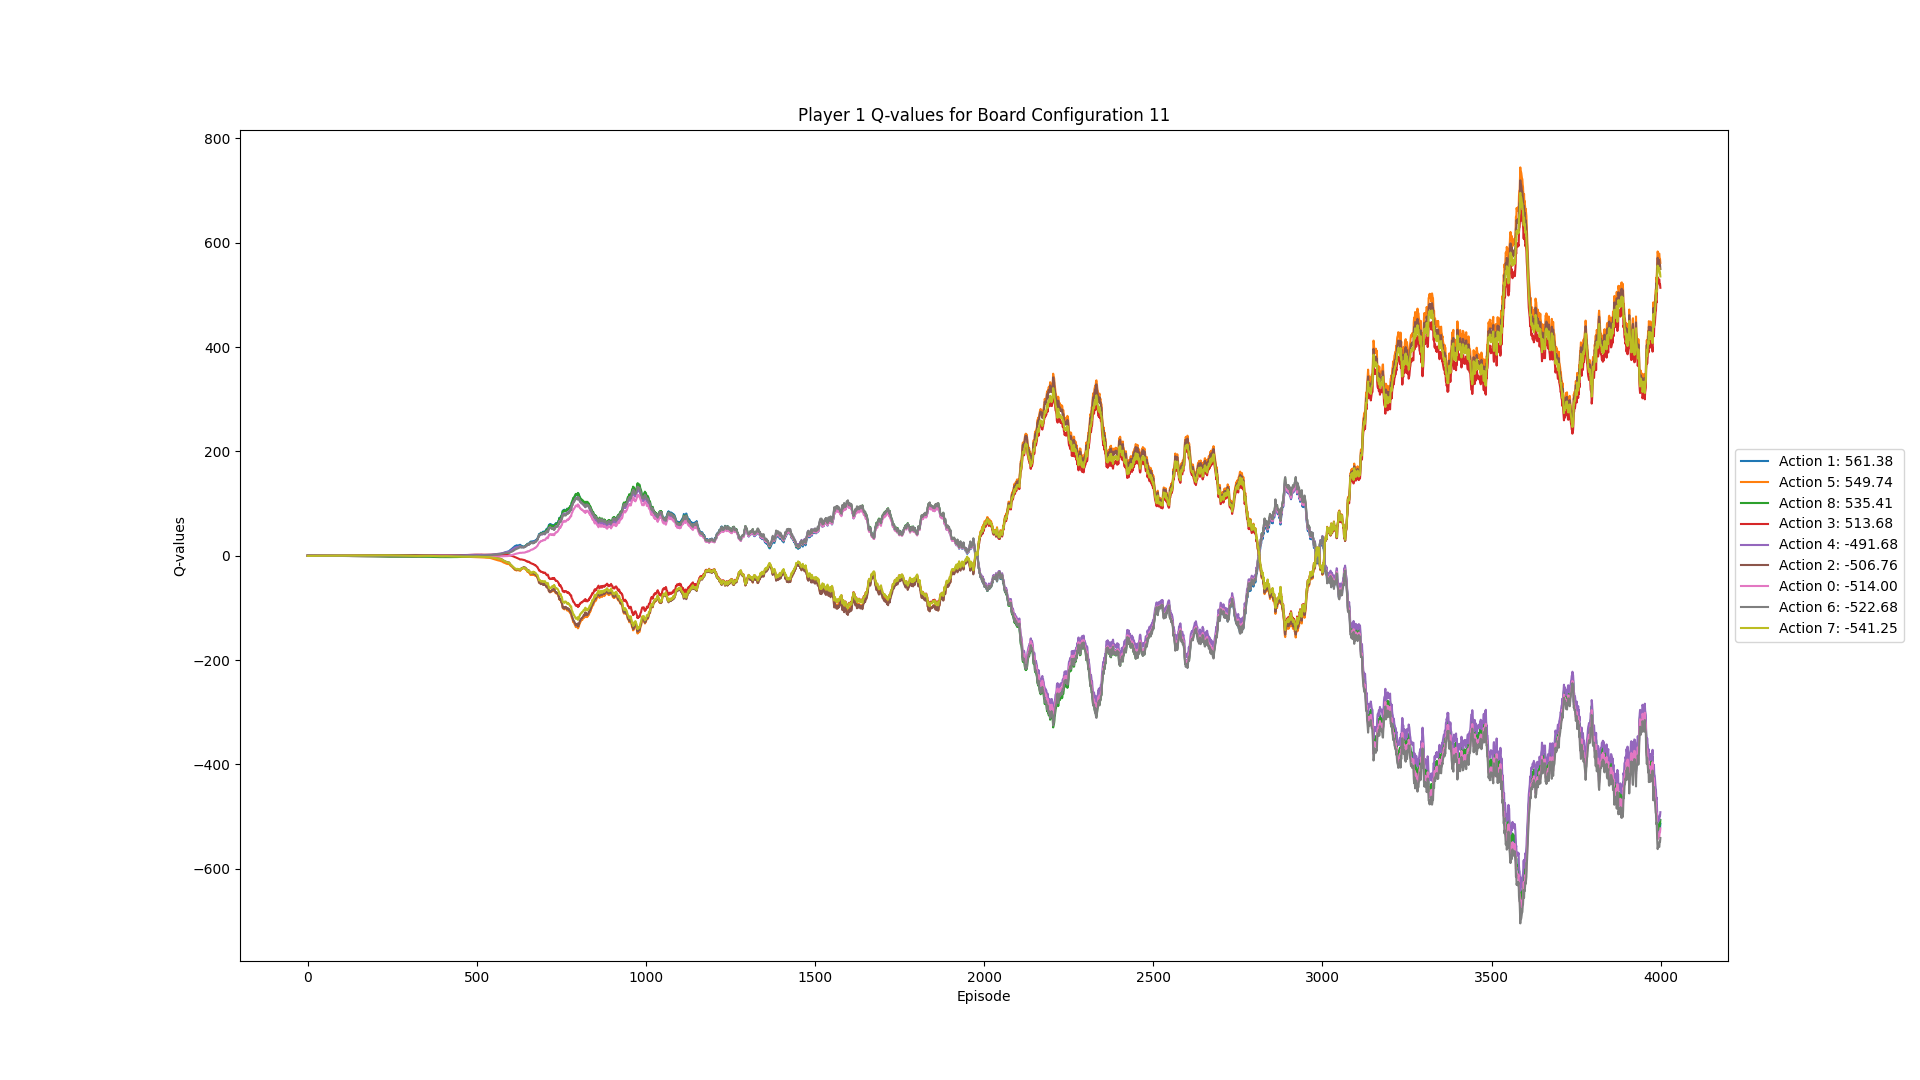 Player 1 Q-values for Board Configuration 11
800
600
400
200
0
−200
−400
−600
Q-values
0
500
1000
1500
2000
2500
3000
3500
4000
Episode
Action 1: 561.38
Action 5: 549.74
Action 8: 535.41
Action 3: 513.68
Action 4: -491.68
Action 2: -506.76
Action 0: -514.00
Action 6: -522.68
Action 7: -541.25